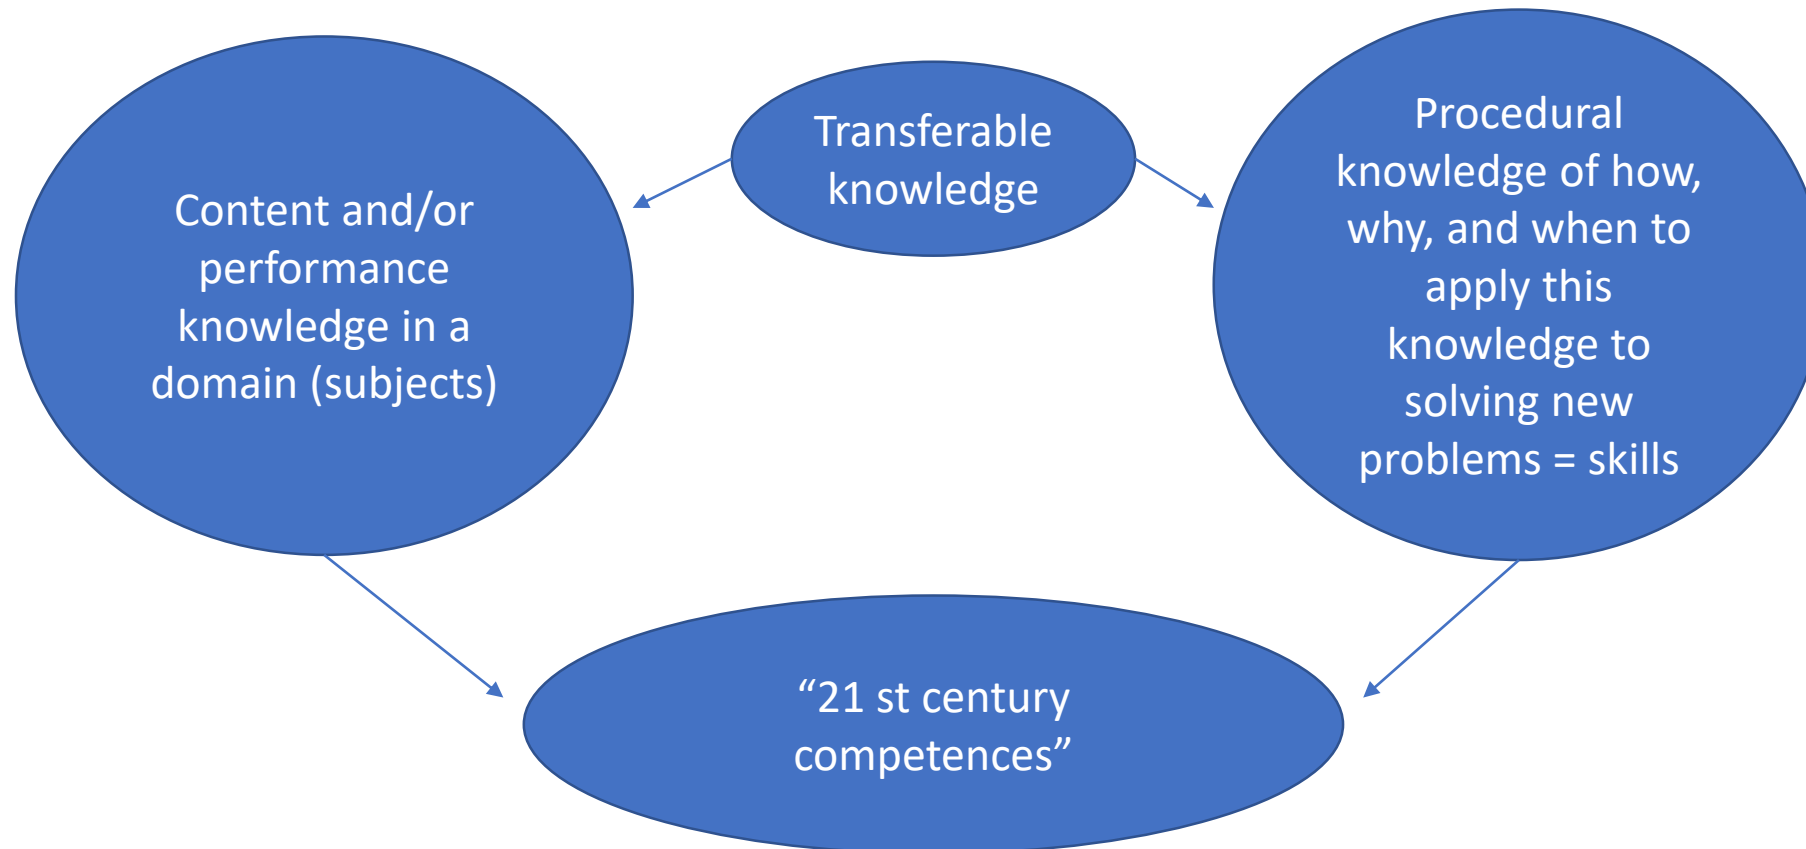 Transferable
knowledge
Content and/or
performance
knowledge in a
domain (subjects)
Procedural
knowledge of how,
why, and when to
apply this
knowledge to
solving new
problems = skills
“21 st century
competences”